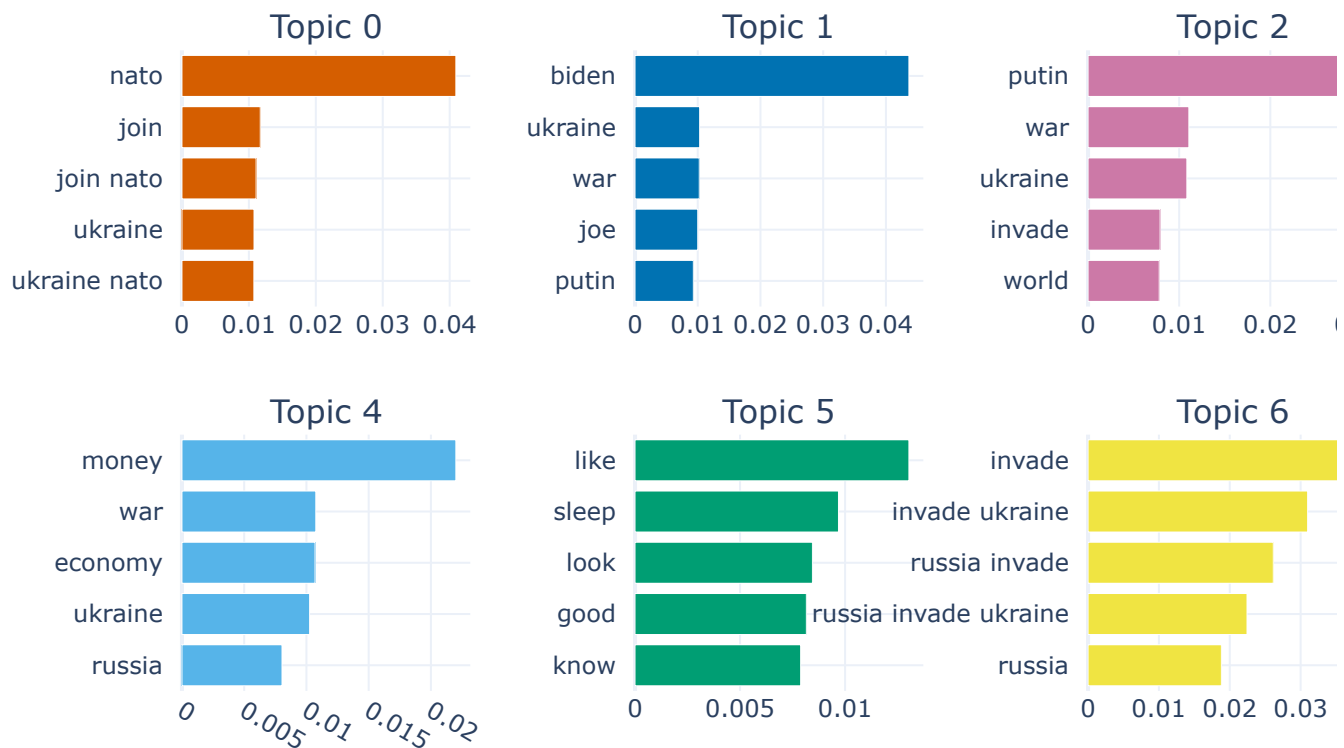 Topic 0
nato
join
join nato
ukraine
ukraine nato
0 0.01 0.02 0.03 0.04
Topic 1
biden
ukraine
war
joe
putin
0 0.01 0.02 0.03 0.04
Topic 2
putin
war
ukraine
invade
world
0 0.01 0.02
Topic 4
money
war
economy
ukraine
russia
0 0.005 0.01 0.015 0.02
Topic 5
like
sleep
look
good
know
0 0.005 0.01
Topic 6
invade
invade ukraine
russia invade
russia invade ukraine
russia
0 0.01 0.02 0.03